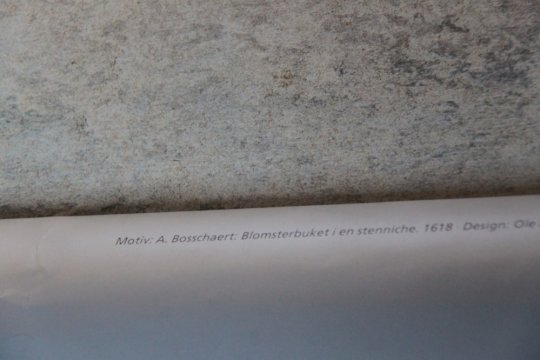 Motiv: A. Bosschaert: Blomsterbuket i en stenniche. 1618 · Design: Ole